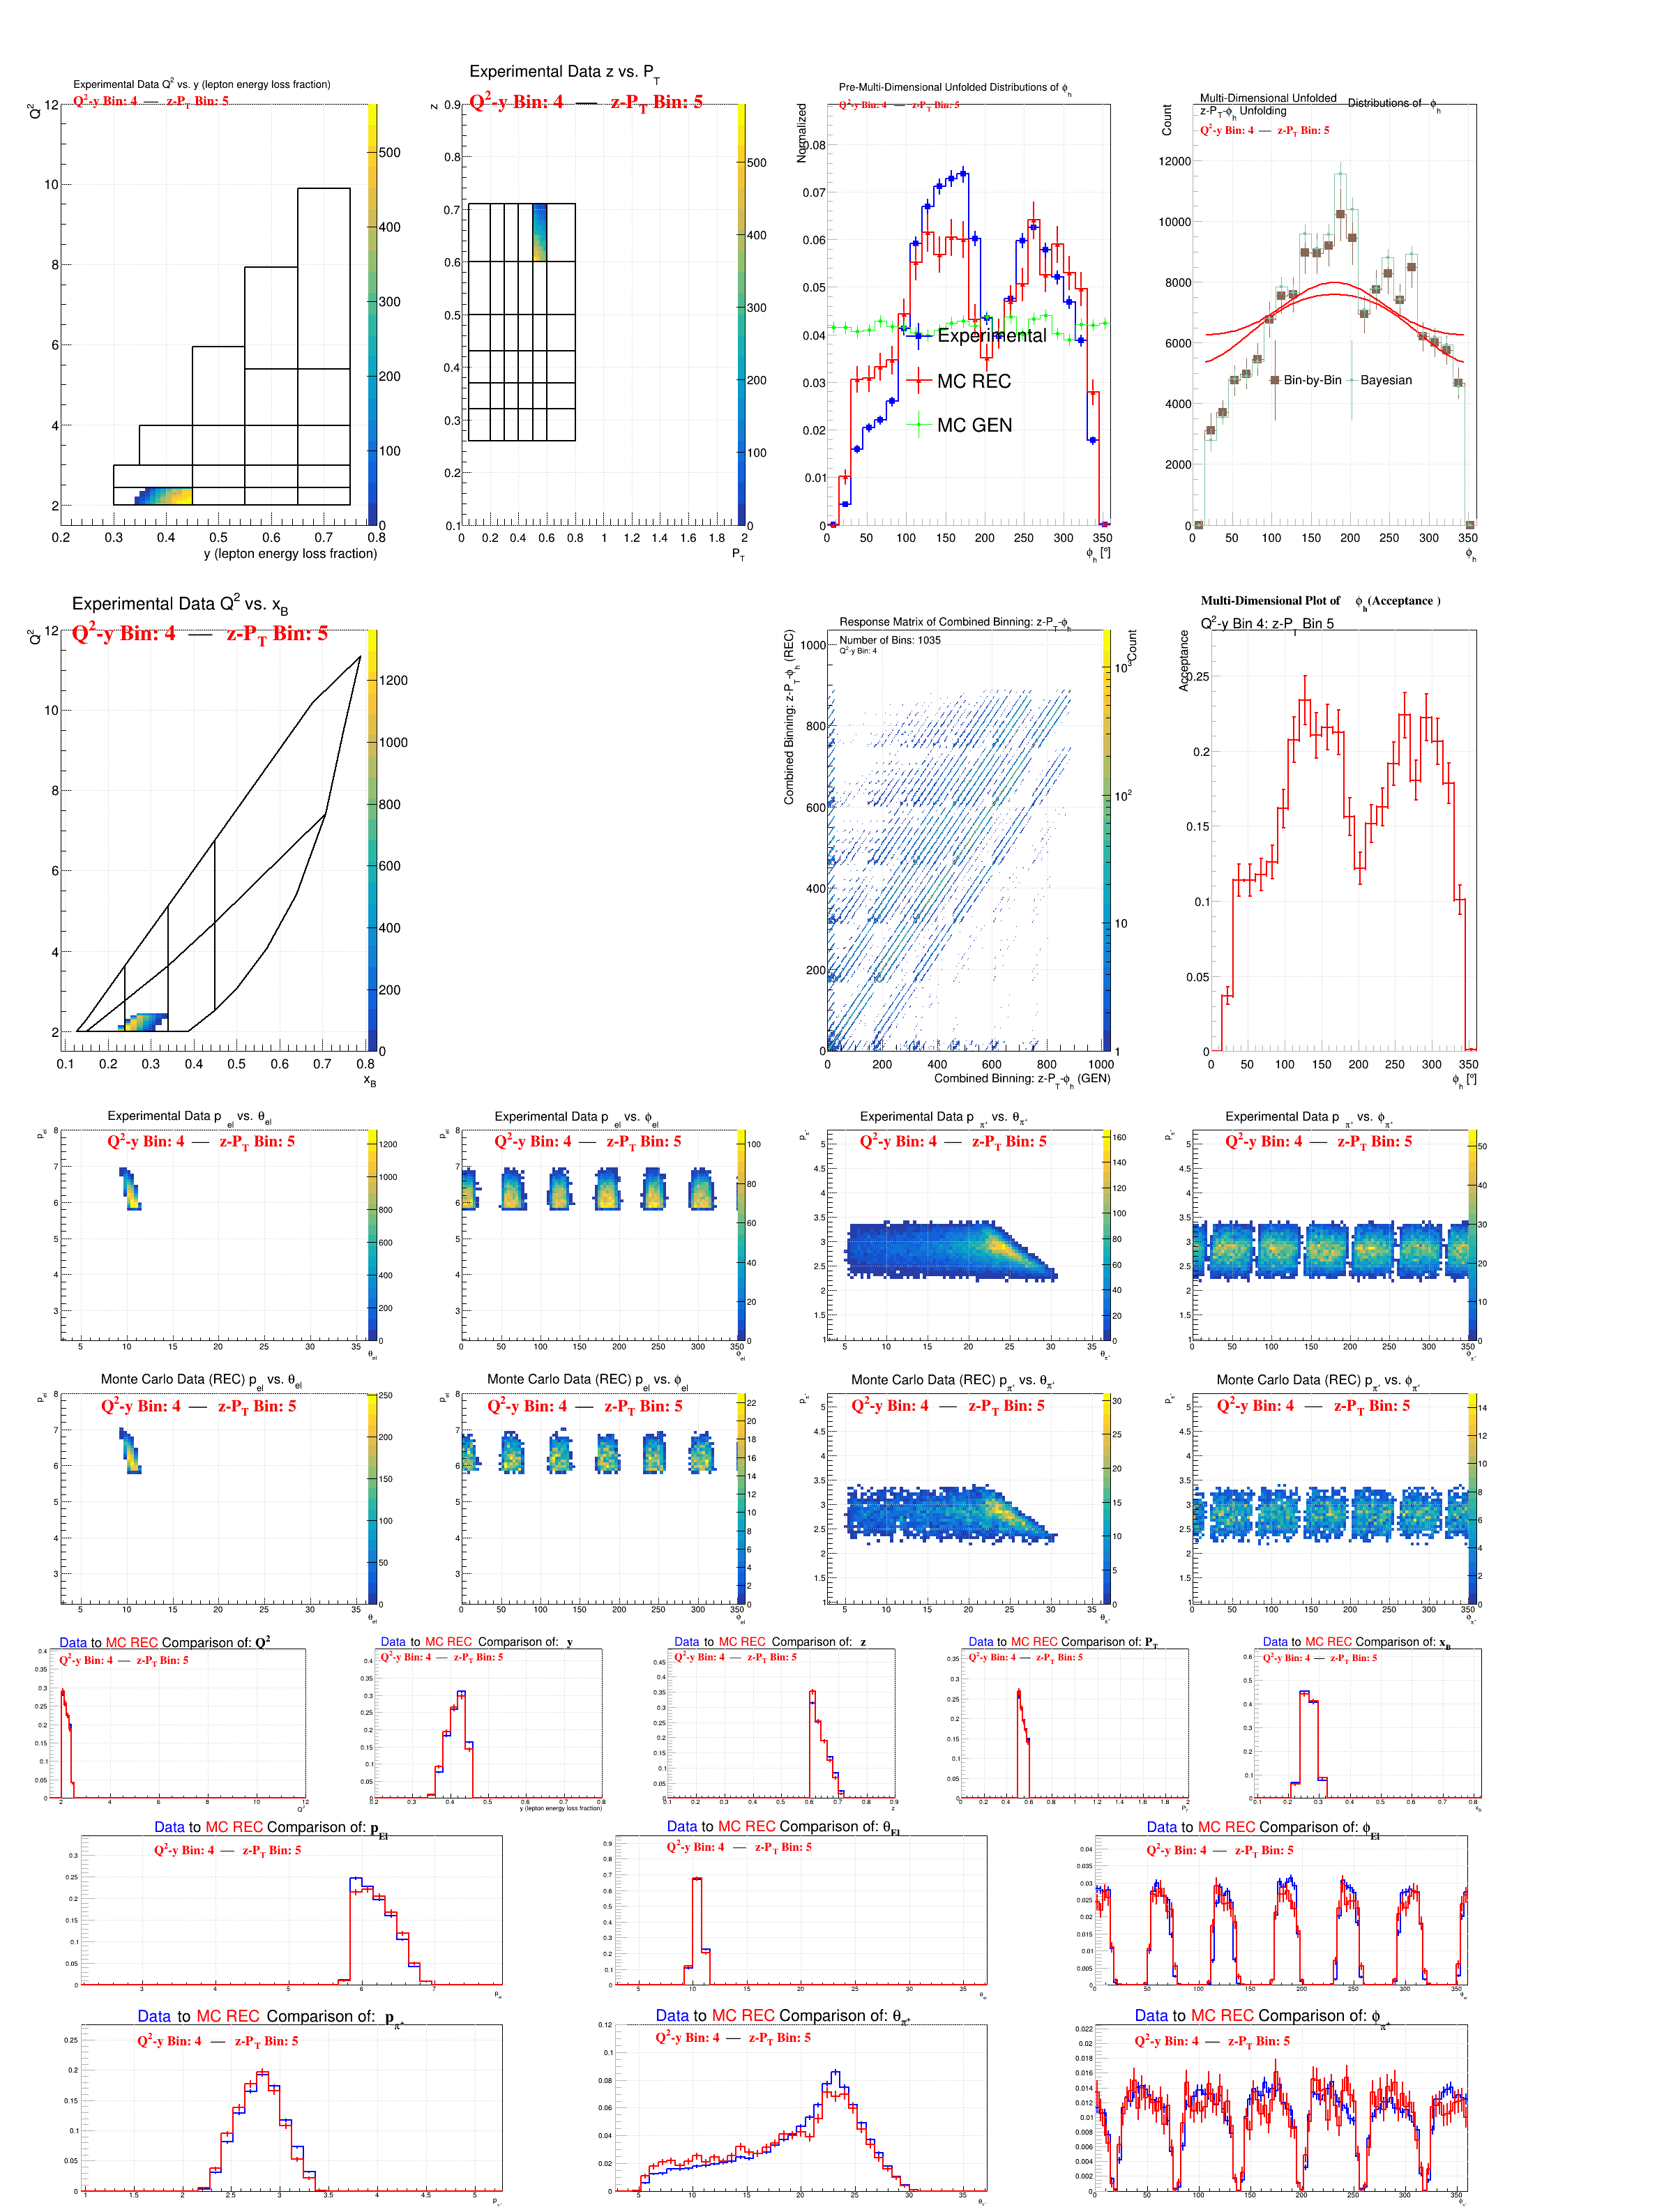 Experimental Data Q² vs. y (lepton energy loss fraction)
Q²-y Bin: 4 — z-P_T Bin: 5
Q²
y (lepton energy loss fraction)
Experimental Data z vs. P_T
Q²-y Bin: 4 — z-P_T Bin: 5
z
P_T
Pre-Multi-Dimensional Unfolded Distributions of ϕ_h
Q²-y Bin: 4 — z-P_T Bin: 5
Normalized
Experimental
MC REC
MC GEN
ϕ_h [°]
Multi-Dimensional Unfolded Distributions of ϕ_h
z-P_T-ϕ_h Unfolding
Q²-y Bin: 4 — z-P_T Bin: 5
Count
Bin-by-Bin
Bayesian
ϕ_h
Experimental Data Q² vs. x_B
Q²-y Bin: 4 — z-P_T Bin: 5
Q²
x_B
Response Matrix of Combined Binning: z-P_T-ϕ_h
Number of Bins: 1035
Q²-y Bin: 4
Combined Binning: z-P_T-ϕ_h (REC)
Count
Combined Binning: z-P_T-ϕ_h (GEN)
Multi-Dimensional Plot of ϕ_h (Acceptance )
Q²-y Bin 4: z-P_T Bin 5
Acceptance
ϕ_h [°]
Experimental Data p_el vs. θ_el
Q²-y Bin: 4 — z-P_T Bin: 5
Experimental Data p_el vs. ϕ_el
Q²-y Bin: 4 — z-P_T Bin: 5
Experimental Data p_π⁺ vs. θ_π⁺
Q²-y Bin: 4 — z-P_T Bin: 5
Experimental Data p_π⁺ vs. ϕ_π⁺
Q²-y Bin: 4 — z-P_T Bin: 5
Monte Carlo Data (REC) p_el vs. θ_el
Q²-y Bin: 4 — z-P_T Bin: 5
Monte Carlo Data (REC) p_el vs. ϕ_el
Q²-y Bin: 4 — z-P_T Bin: 5
Monte Carlo Data (REC) p_π⁺ vs. θ_π⁺
Q²-y Bin: 4 — z-P_T Bin: 5
Monte Carlo Data (REC) p_π⁺ vs. ϕ_π⁺
Q²-y Bin: 4 — z-P_T Bin: 5
Data to MC REC Comparison of: Q²
Q²-y Bin: 4 — z-P_T Bin: 5
Data to MC REC Comparison of: y
Q²-y Bin: 4 — z-P_T Bin: 5
y (lepton energy loss fraction)
Data to MC REC Comparison of: z
Q²-y Bin: 4 — z-P_T Bin: 5
Data to MC REC Comparison of: P_T
Q²-y Bin: 4 — z-P_T Bin: 5
Data to MC REC Comparison of: x_B
Q²-y Bin: 4 — z-P_T Bin: 5
Data to MC REC Comparison of: p_El
Q²-y Bin: 4 — z-P_T Bin: 5
Data to MC REC Comparison of: θ_El
Q²-y Bin: 4 — z-P_T Bin: 5
Data to MC REC Comparison of: ϕ_El
Q²-y Bin: 4 — z-P_T Bin: 5
Data to MC REC Comparison of: p_π⁺
Q²-y Bin: 4 — z-P_T Bin: 5
Data to MC REC Comparison of: θ_π⁺
Q²-y Bin: 4 — z-P_T Bin: 5
Data to MC REC Comparison of: ϕ_π⁺
Q²-y Bin: 4 — z-P_T Bin: 5